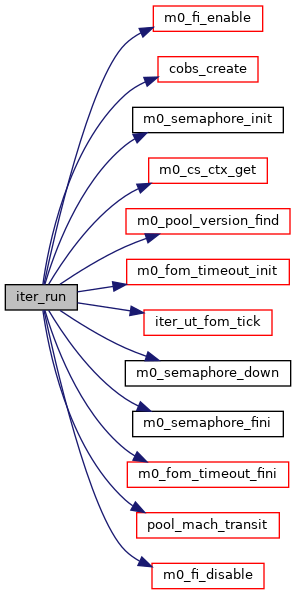 m0_fi_enable
cobs_create
m0_semaphore_init
m0_cs_ctx_get
m0_pool_version_find
iter_run
m0_fom_timeout_init
iter_ut_fom_tick
m0_semaphore_down
m0_semaphore_fini
m0_fom_timeout_fini
pool_mach_transit
m0_fi_disable